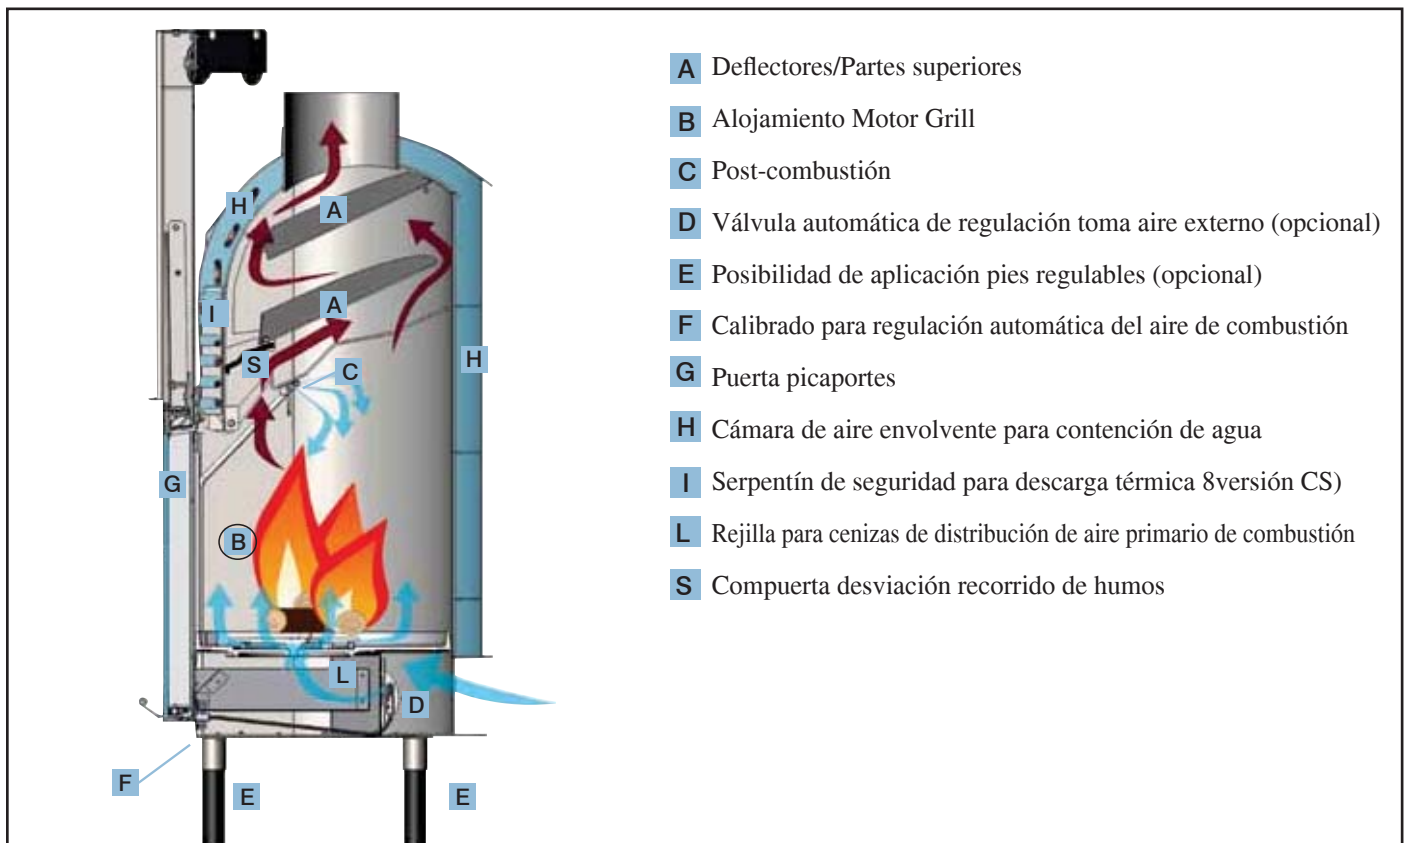 A Deflectores/Partes superiores
B Alojamiento Motor Grill
C Post-combustión
D Válvula automática de regulación toma aire externo (opcional)
E Posibilidad de aplicación pies regulables (opcional)
F Calibrado para regulación automática del aire de combustión
G Puerta picaportes
H Cámara de aire envolvente para contención de agua
I Serpentín de seguridad para descarga térmica 8versión CS)
L Rejilla para cenizas de distribución de aire primario de combustión
S Compuerta desviación recorrido de humos
H
A
A
I
S
C
H
G
B
L
D
F
E
E